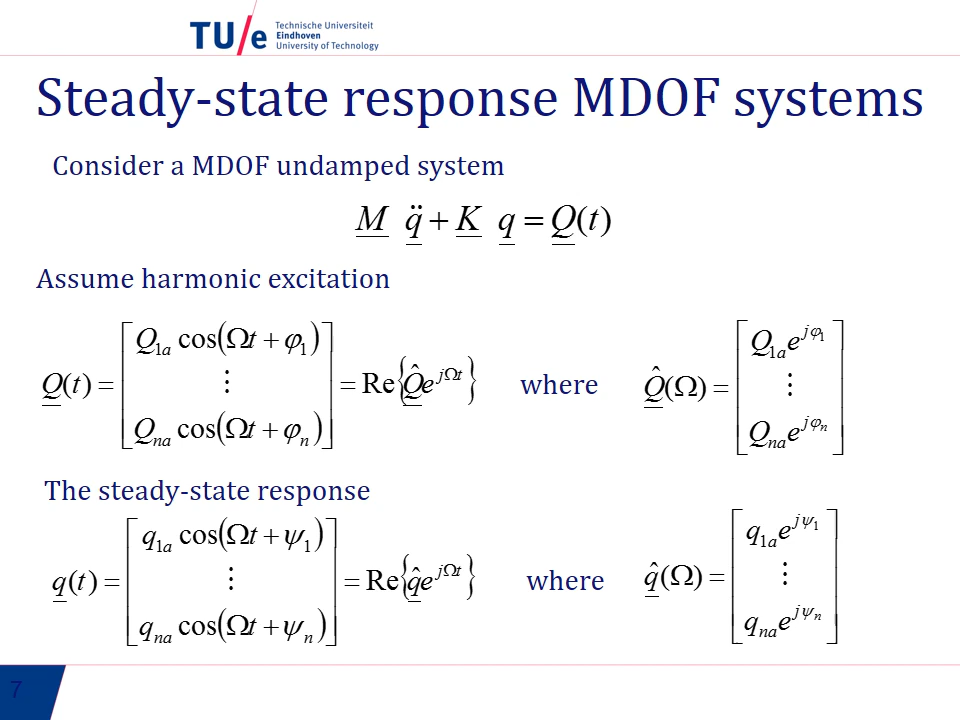 TU/e Technische Universiteit
Eindhoven
University of Technology
Steady-state response MDOF systems
Consider a MDOF undamped system
M q̈ + K q = Q(t)
Assume harmonic excitation
Q(t) = [Q1a cos(Ωt + φ1) ⋮ Qna cos(Ωt + φn)] = Re{Q̂e^jΩt} where Q̂(Ω) = [Q1a e^jφ1 ⋮ Qna e^jφn]
The steady-state response
q(t) = [q1a cos(Ωt + ψ1) ⋮ qna cos(Ωt + ψn)] = Re{q̂e^jΩt} where q̂(Ω) = [q1a e^jψ1 ⋮ qna e^jψn]
7